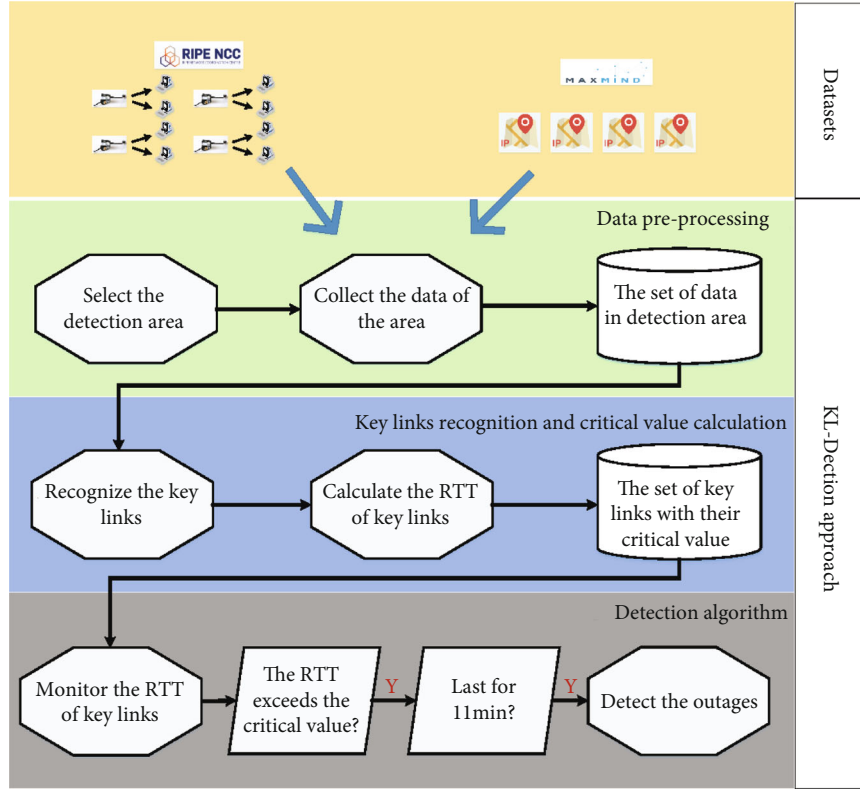 RIPE NCC
MAXMIND
IP IP IP IP
Datasets
Data pre-processing
Select the
detection area
Collect the data of
the area
The set of data
in detection area
Key links recognition and critical value calculation
Recognize the key
links
Calculate the RTT
of key links
The set of key
links with their
critical value
Detection algorithm
Monitor the RTT
of key links
The RTT
exceeds the
critical value?
Y
Last for
11min?
Y
Detect the outages
KL-Dection approach